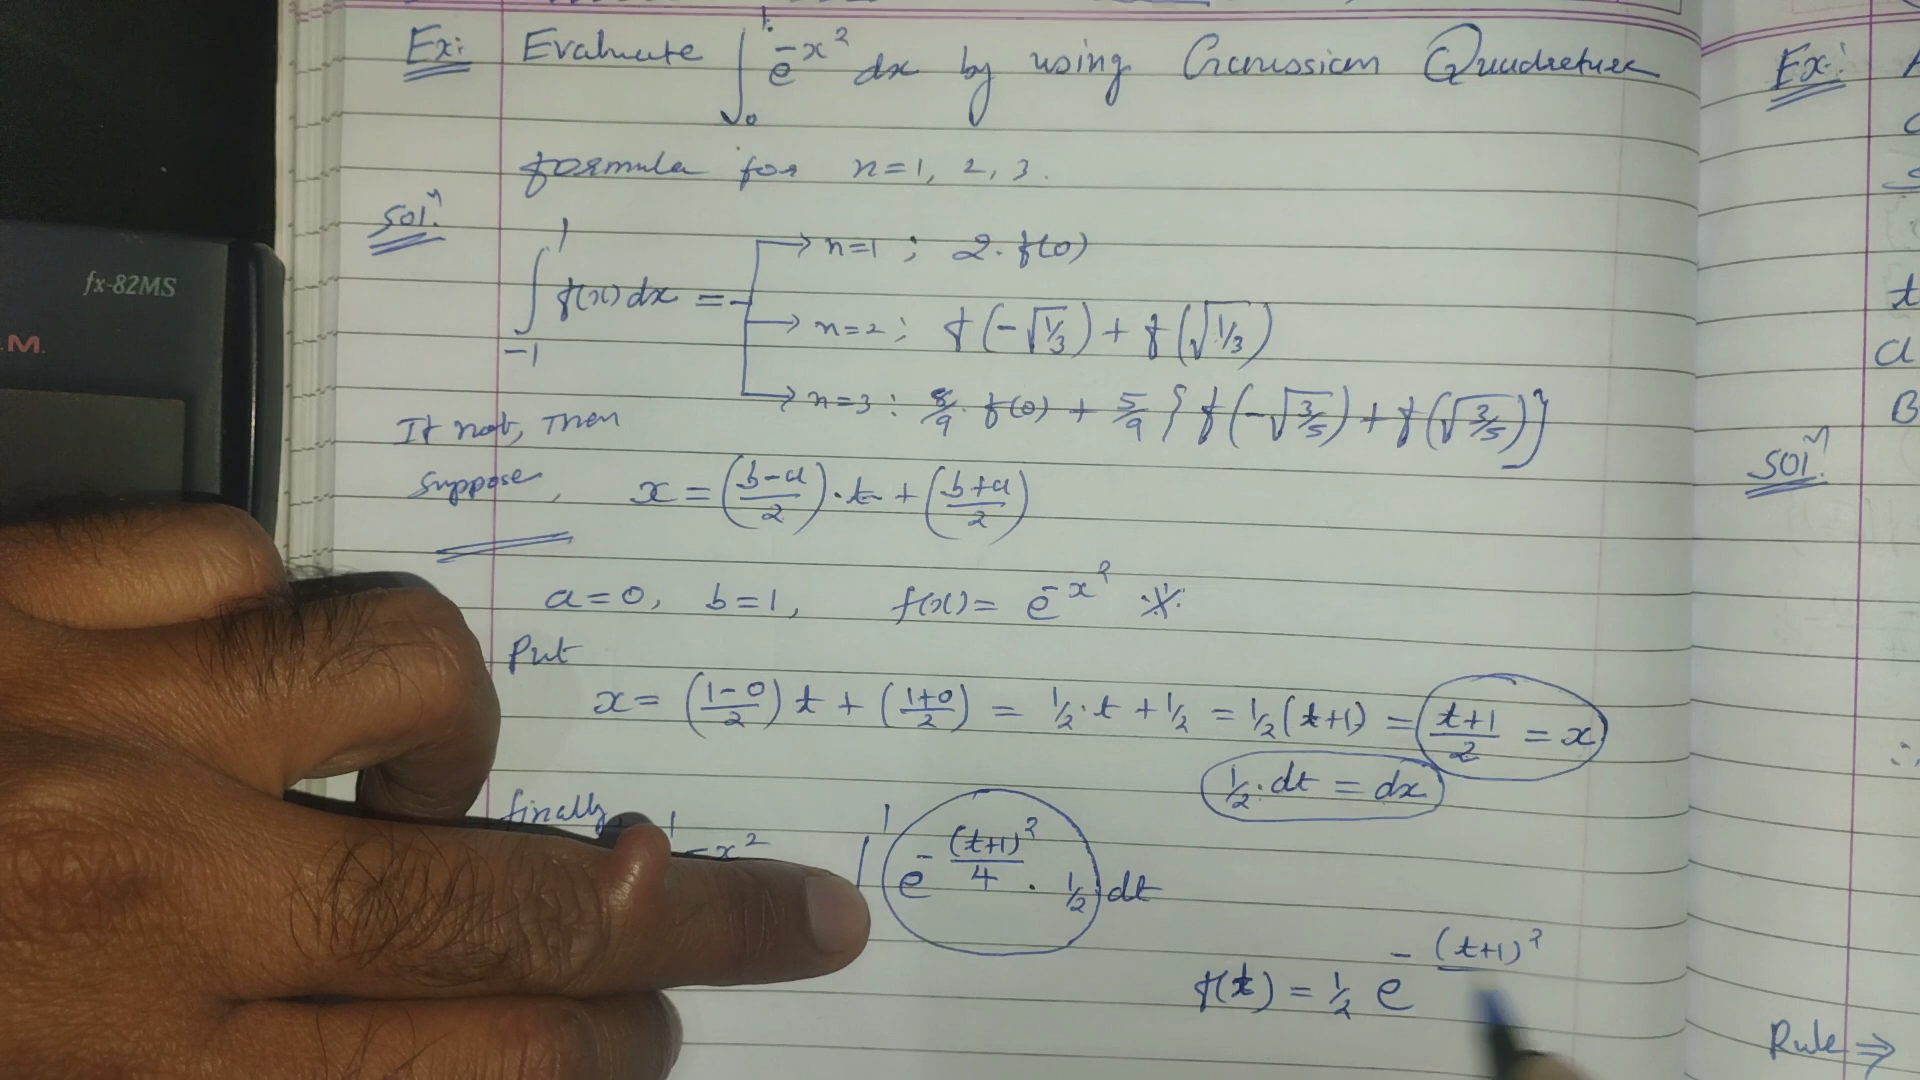 Ex: Evaluate ∫₀¹ e^-x² dx by using Gaussian Quadrature
formula for n=1, 2, 3.
Solⁿ.
∫₋₁¹ f(x) dx =
→ n=1 ; 2. f(0)
→ n=2 ; f(-√1/3) + f(√1/3)
→ n=3 : 8/9 . f(0) + 5/9 {f(-√3/5) + f(√3/5)}
If not, Then
Suppose, x = (b-a/2) . t + (b+a/2)
a=0, b=1, f(x) = e^-x²
Put
x = (1-0/2) t + (1+0/2) = 1/2 . t + 1/2 = 1/2 (t+1) = t+1/2 = x
1/2 . dt = dx
finally,
1 -x² ∫¹ e^-(t+1)²/4 . 1/2 dt
f(t) = 1/2 e^-(t+1)²
fx-82MS
.M.
Ex:
Solⁿ.
Rule ⇒